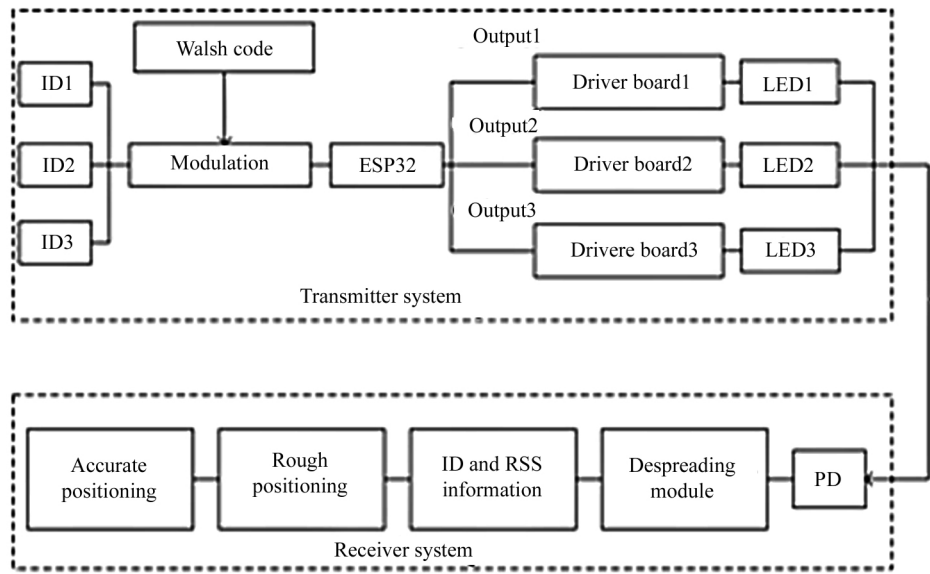 Output1
Walsh code
ID1
Driver board1
LED1
Output2
ID2
Modulation
ESP32
Driver board2
LED2
Output3
ID3
Drivere board3
LED3
Transmitter system
Accurate
positioning
Rough
positioning
ID and RSS
information
Despreading
module
PD
Receiver system